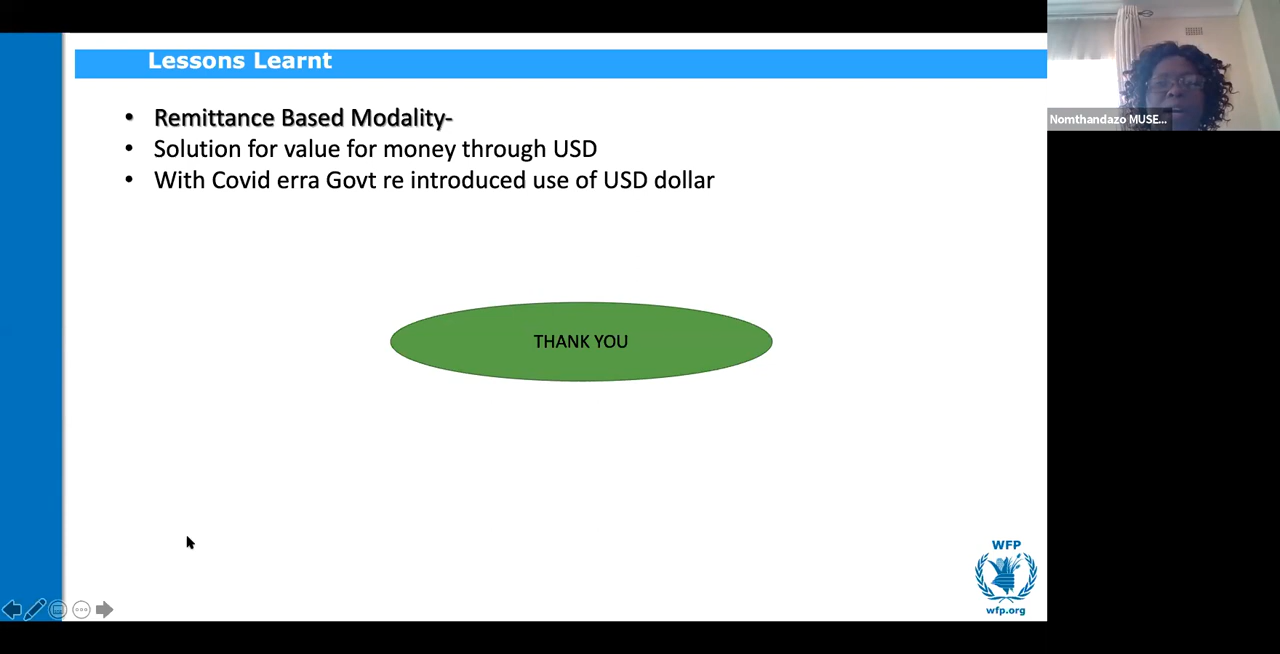 Lessons Learnt
Nomthandazo MUSE...
• Remittance Based Modality-
• Solution for value for money through USD
• With Covid erra Govt re introduced use of USD dollar
THANK YOU
WFP
wfp.org